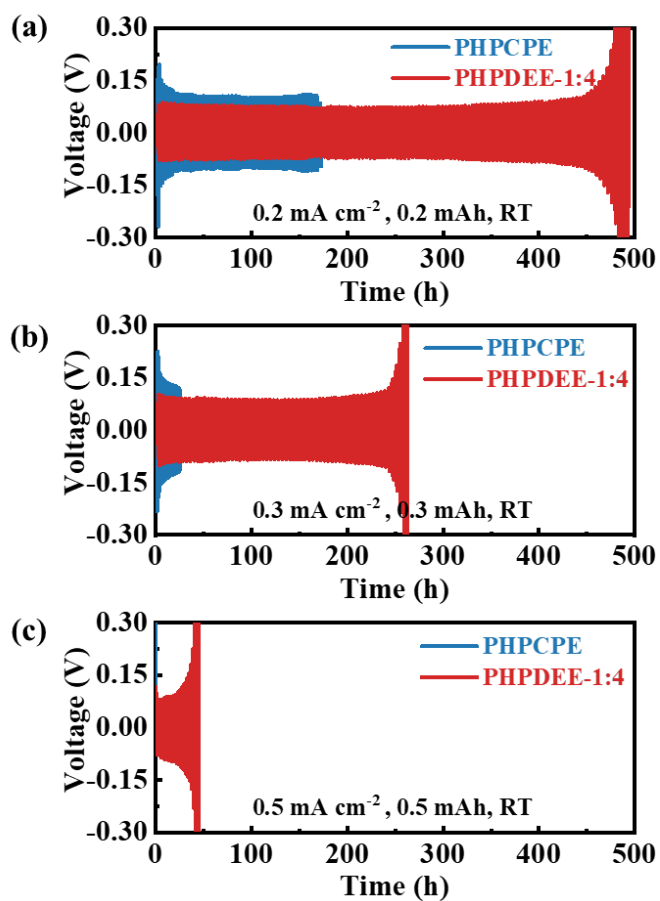 (a)
0.30
0.15
0.00
-0.15
-0.30
Voltage (V)
PHPCPE
PHPDEE-1:4
0.2 mA cm⁻² , 0.2 mAh, RT
0 100 200 300 400 500
Time (h)
(b)
0.30
0.15
0.00
-0.15
-0.30
Voltage (V)
PHPCPE
PHPDEE-1:4
0.3 mA cm⁻² , 0.3 mAh, RT
0 100 200 300 400 500
Time (h)
(c)
0.30
0.15
0.00
-0.15
-0.30
Voltage (V)
PHPCPE
PHPDEE-1:4
0.5 mA cm⁻² , 0.5 mAh, RT
0 100 200 300 400 500
Time (h)